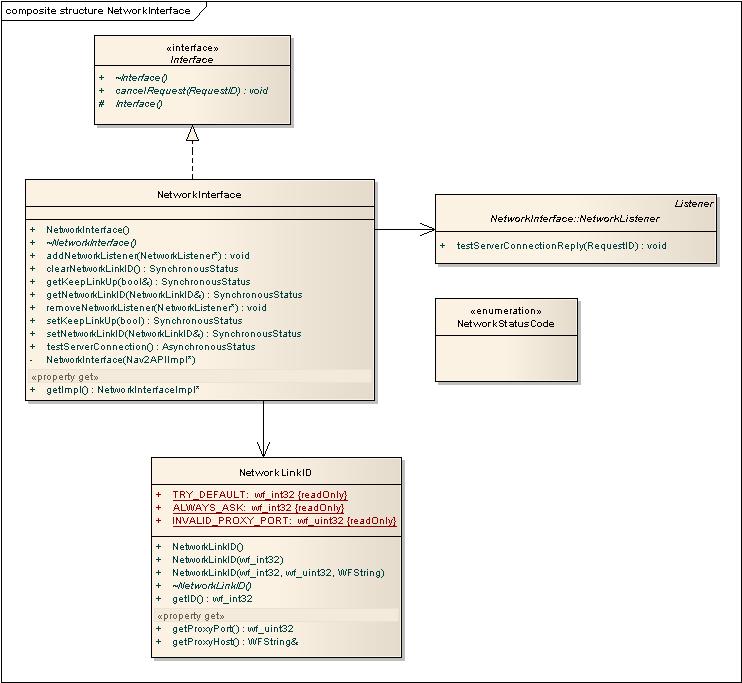 composite structure NetworkInterface
«interface»
Interface
+ ~Interface()
+ cancelRequest(RequestID) : void
# Interface()
NetworkInterface
+ NetworkInterface()
+ ~NetworkInterface()
+ addNetworkListener(NetworkListener*) : void
+ clearNetworkLinkID() : SynchronousStatus
+ getKeepLinkUp(bool&) : SynchronousStatus
+ getNetworkLinkID(NetworkLinkID&) : SynchronousStatus
+ removeNetworkListener(NetworkListener*) : void
+ setKeepLinkUp(bool) : SynchronousStatus
+ setNetworkLinkID(NetworkLinkID&) : SynchronousStatus
+ testServerConnection() : AsynchronousStatus
- NetworkInterface(Nav2APIImpl*)
«property get»
+ getImpl() : NetworkInterfaceImpl*
Listener
NetworkInterface::NetworkListener
+ testServerConnectionReply(RequestID) : void
«enumeration»
NetworkStatusCode
NetworkLinkID
+ TRY_DEFAULT: wf_int32 {readOnly}
+ ALWAYS_ASK: wf_int32 {readOnly}
+ INVALID_PROXY_PORT: wf_uint32 {readOnly}
+ NetworkLinkID()
+ NetworkLinkID(wf_int32)
+ NetworkLinkID(wf_int32, wf_uint32, WFString)
+ ~NetworkLinkID()
+ getID() : wf_int32
«property get»
+ getProxyPort() : wf_uint32
+ getProxyHost() : WFString&